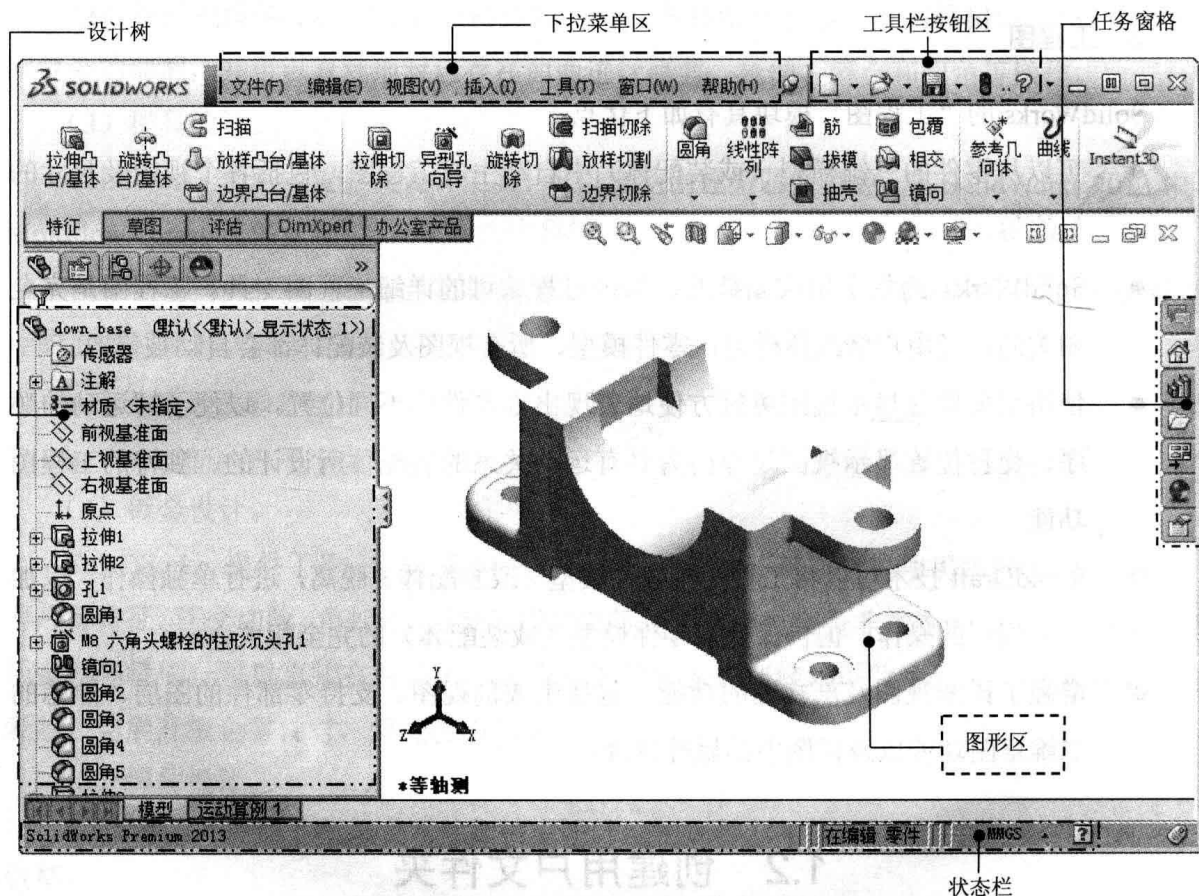 设计树 下拉菜单区 工具栏按钮区 任务窗格
SOLIDWORKS 文件(F) 编辑(E) 视图(V) 插入(I) 工具(T) 窗口(W) 帮助(H)
拉伸凸台/基体 旋转凸台/基体 扫描 放样凸台/基体 边界凸台/基体 拉伸切除 异型孔向导 旋转切除 扫描切除 放样切割 边界切除 圆角 线性阵列 筋 拔模 抽壳 包覆 相交 镜向 参考几何体 曲线 Instant3D
特征 草图 评估 DimXpert 办公室产品
down_base (默认<<默认>_显示状态 1>)
传感器
注解
材质 <未指定>
前视基准面
上视基准面
右视基准面
原点
拉伸1
拉伸2
孔1
圆角1
M8 六角头螺栓的柱形沉头孔1
镜向1
圆角2
圆角3
圆角4
圆角5
Y
Z X
*等轴测
图形区
模型 运动算例 1
SolidWorks Premium 2013 在编辑 零件 MMGS
状态栏
1.2 创建用户文件夹